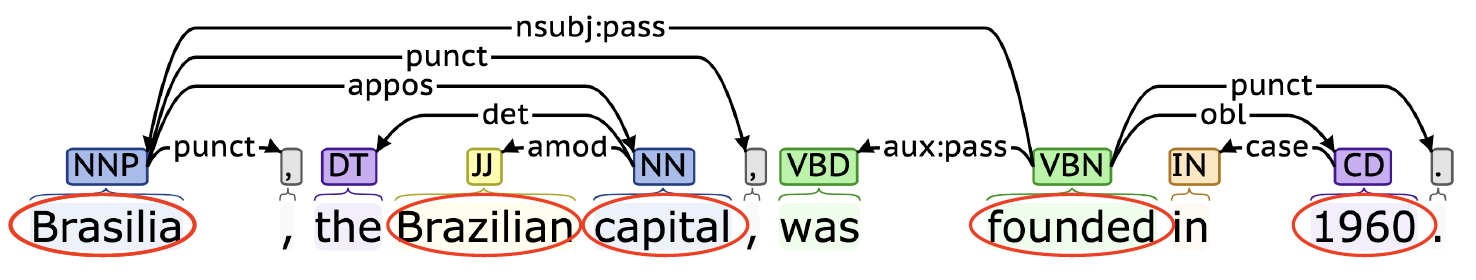 nsubj:pass
punct
appos punct
det obl
NNP punct , DT JJ amod NN , VBD aux:pass VBN IN case CD .
Brasilia , the Brazilian capital , was founded in 1960 .